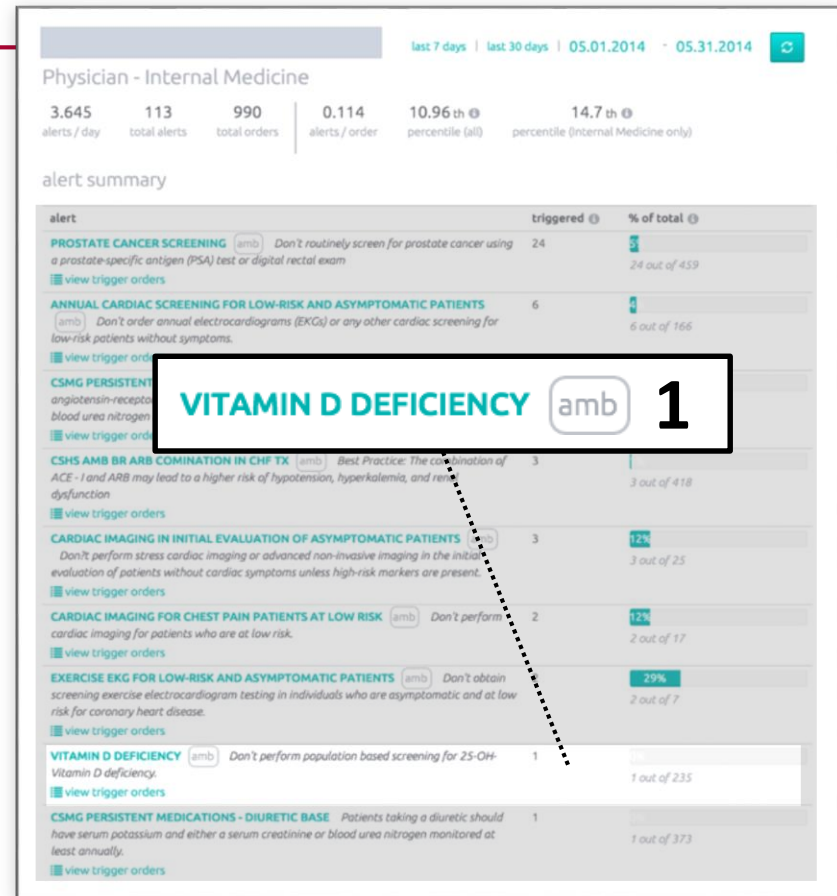 last 7 days | last 30 days | 05.01.2014 - 05.31.2014
Physician - Internal Medicine
3.645 113 990 0.114 10.96 th 14.7 th
alerts / day total alerts total orders alerts / order percentile (all) percentile (Internal Medicine only)
alert summary
alert triggered % of total
PROSTATE CANCER SCREENING amb Don't routinely screen for prostate cancer using 24
a prostate-specific antigen (PSA) test or digital rectal exam 24 out of 459
view trigger orders
ANNUAL CARDIAC SCREENING FOR LOW-RISK AND ASYMPTOMATIC PATIENTS 6
amb Don't order annual electrocardiograms (EKGs) or any other cardiac screening for 6 out of 166
low-risk patients without symptoms.
view trigger
CSMG PERSISTENT
blood urea nitrogen
view trigger
VITAMIN D DEFICIENCY amb 1
CSHS AMB BR ARB COMINATION IN CHF TX amb Best Practice: The combination of 3
ACE - I and ARB may lead to a higher risk of hypotension, hyperkalemia, and renal 3 out of 418
dysfunction
view trigger orders
CARDIAC IMAGING IN INITIAL EVALUATION OF ASYMPTOMATIC PATIENTS amb 3 12%
Don?t perform stress cardiac imaging or advanced non-invasive imaging in the initial 3 out of 25
evaluation of patients without cardiac symptoms unless high-risk markers are present.
view trigger orders
CARDIAC IMAGING FOR CHEST PAIN PATIENTS AT LOW RISK amb Don't perform 2 12%
cardiac imaging for patients who are at low risk. 2 out of 17
view trigger orders
EXERCISE EKG FOR LOW-RISK AND ASYMPTOMATIC PATIENTS amb Don't obtain 29%
screening exercise electrocardiogram testing in individuals who are asymptomatic and at low 2 out of 7
risk for coronary heart disease.
view trigger orders
VITAMIN D DEFICIENCY amb Don't perform population based screening for 25-OH- 1
Vitamin D deficiency. 1 out of 235
view trigger orders
CSMG PERSISTENT MEDICATIONS - DIURETIC BASE Patients taking a diuretic should 1
have serum potassium and either a serum creatinine or blood urea nitrogen monitored at 1 out of 373
least annually.
view trigger orders